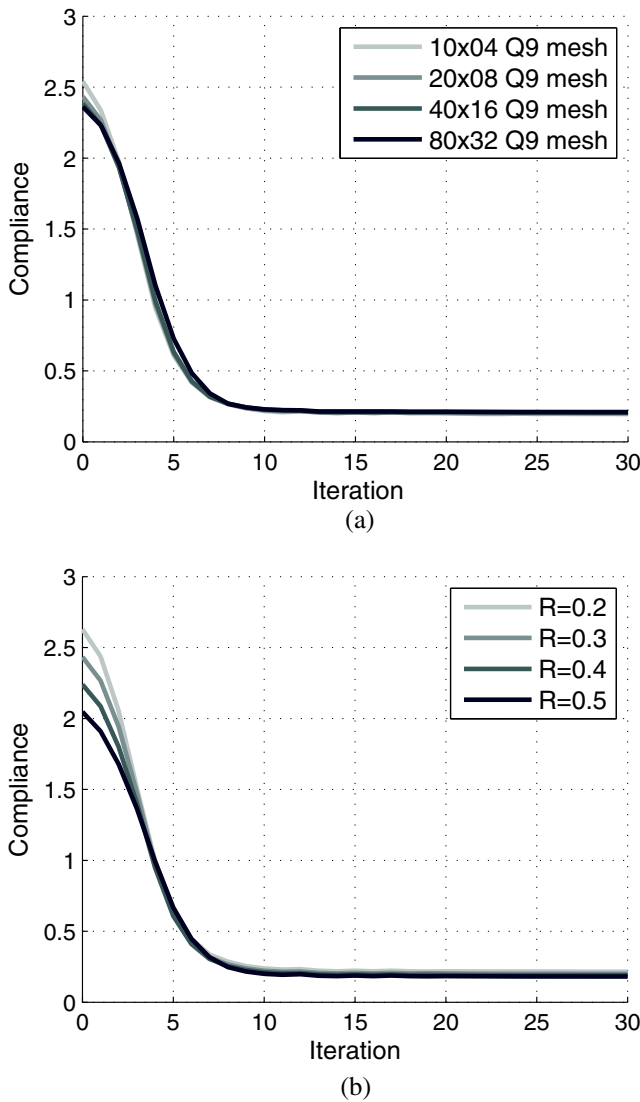 3
2.5
2
1.5
1
0.5
0
Compliance
10x04 Q9 mesh
20x08 Q9 mesh
40x16 Q9 mesh
80x32 Q9 mesh
0 5 10 15 20 25 30
Iteration
(a)
3
2.5
2
1.5
1
0.5
0
Compliance
R=0.2
R=0.3
R=0.4
R=0.5
0 5 10 15 20 25 30
Iteration
(b)